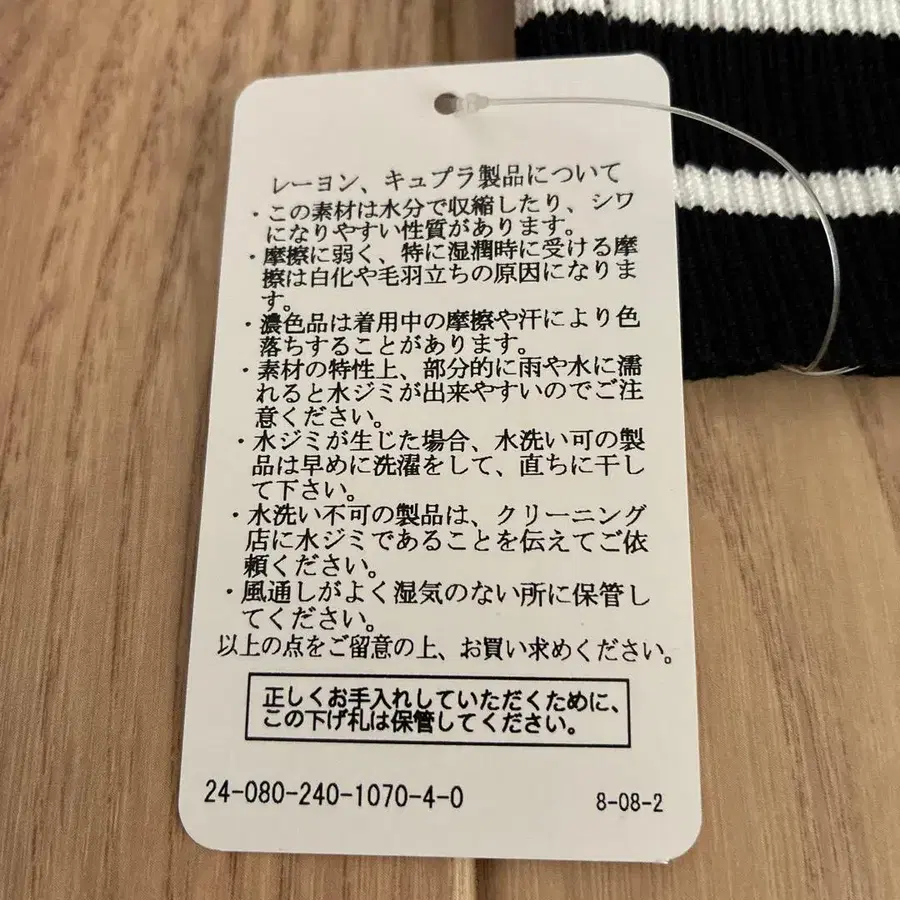 レーヨン、キュプラ製品について
・この素材は水分で収縮したり、シワ
になりやすい性質があります。
・摩擦に弱く、特に湿潤時に受ける摩
擦は白化や毛羽立ちの原因になりま
す。
・濃色品は着用中の摩擦や汗により色
落ちすることがあります。
・素材の特性上、部分的に雨や水に濡
れると水ジミが出来やすいのでご注
意ください。
・水ジミが生じた場合、水洗い可の製
品は早めに洗濯をして、直ちに干し
て下さい。
・水洗い不可の製品は、クリーニング
店に水ジミであることを伝えてご依
頼ください。
・風通しがよく湿気のない所に保管し
てください。
以上の点をご留意の上、お買い求めください。
正しくお手入れしていただくために、
この下げ札は保管してください。
24-080-240-1070-4-0
8-08-2